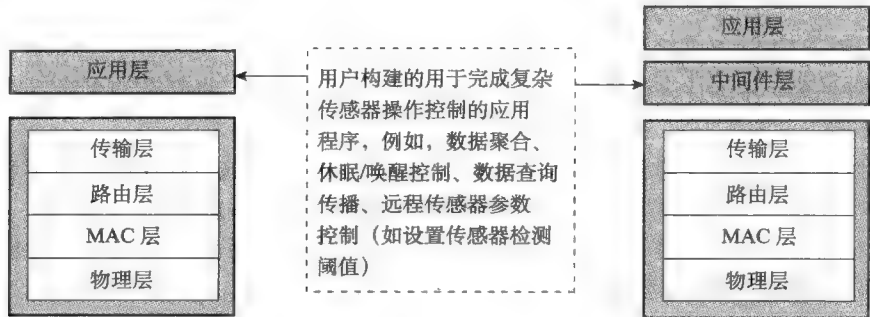 应用层
传输层
路由层
MAC 层
物理层
用户构建的用于完成复杂
传感器操作控制的应用
程序，例如，数据聚合、
休眠/唤醒控制、数据查询
传播、远程传感器参数
控制（如设置传感器检测
阈值）
应用层
中间件层
传输层
路由层
MAC 层
物理层